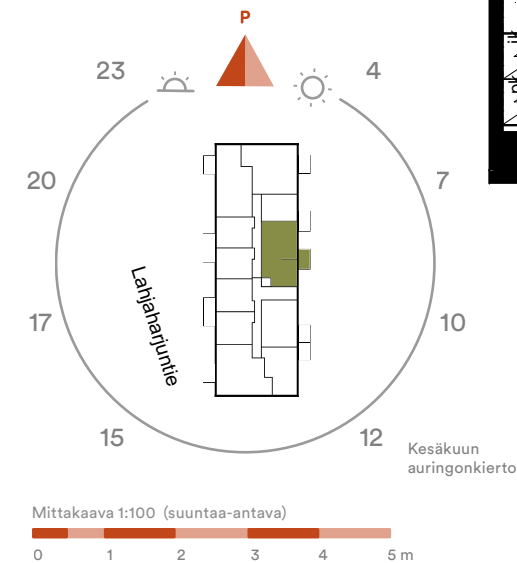 P
23
4
20
7
Lahjaharjuntie
17
10
15
12
Kesäkuun
auringonkierto
Mittakaava 1:100 (suuntaa-antava)
0 1 2 3 4 5 m